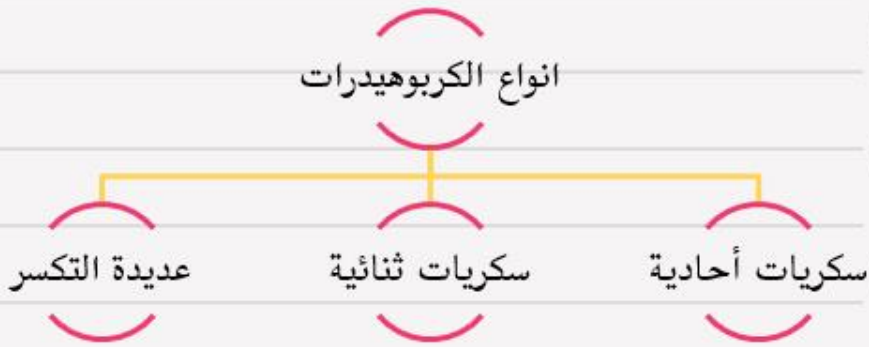 انواع الكربوهيدرات
سكريات أحادية
سكريات ثنائية
عديدة التكسر